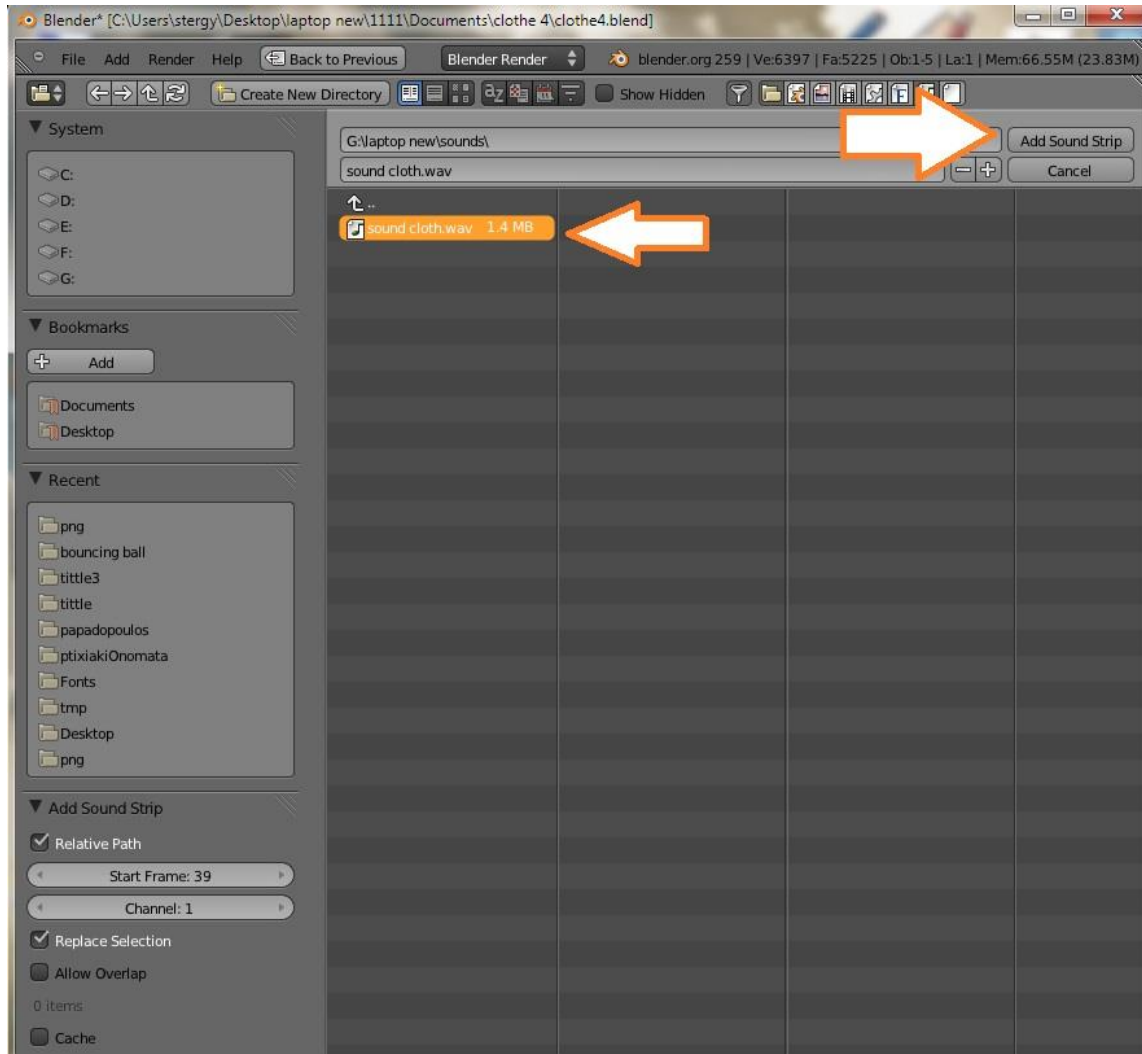 Blender* [C:\Users\stergy\Desktop\laptop new\1111\Documents\clothe 4\clothe4.blend]
File Add Render Help Back to Previous Blender Render blender.org 259 | Ve:6397 | Fa:5225 | Ob:1-5 | La:1 | Mem:66.55M (23.83M)
Create New Directory Show Hidden
System
G:\laptop new\sounds\ Add Sound Strip
sound cloth.wav Cancel
C:
D:
E:
F:
G:
..
sound cloth.wav 1.4 MB
Bookmarks
Add
Documents
Desktop
Recent
png
bouncing ball
tittle3
tittle
papadopoulos
ptixiakiOnomata
Fonts
tmp
Desktop
png
Add Sound Strip
Relative Path
Start Frame: 39
Channel: 1
Replace Selection
Allow Overlap
0 items
Cache